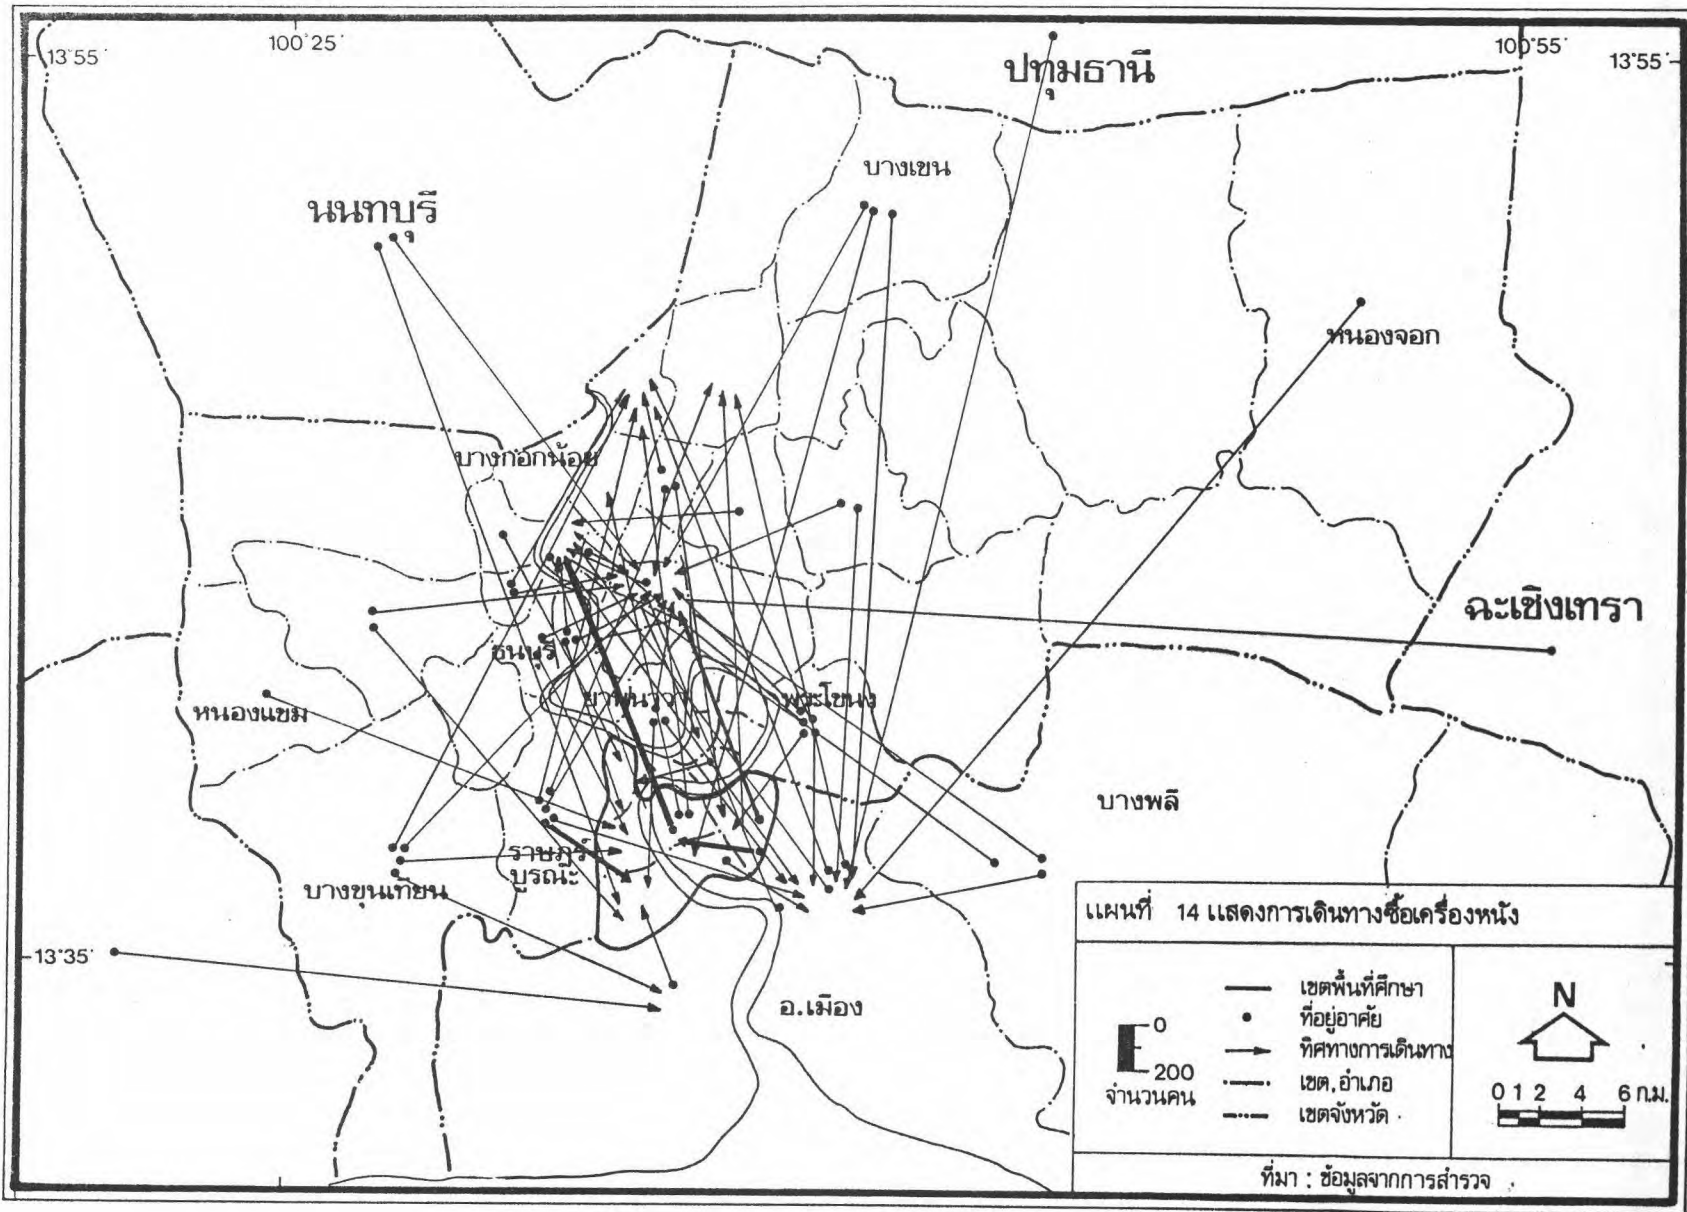 100°25′
100°55′
13°55′
13°55′
ปทุมธานี
บางเขน
นนทบุรี
หนองจอก
บางกอกน้อย
ฉะเชิงเทรา
ธนบุรี
ยานนาวา
พระโขนง
หนองแขม
บางพลี
ราษฎร์
บูรณะ
บางขุนเทียน
13°35′
อ.เมือง
แผนที่ 14 แสดงการเดินทางซื้อเครื่องหนัง
เขตพื้นที่ศึกษา
ที่อยู่อาศัย
ทิศทางการเดินทาง
เขต,อำเภอ
เขตจังหวัด
0
200
จำนวนคน
N
0 1 2 4 6 ก.ม.
ที่มา : ข้อมูลจากการสำรวจ